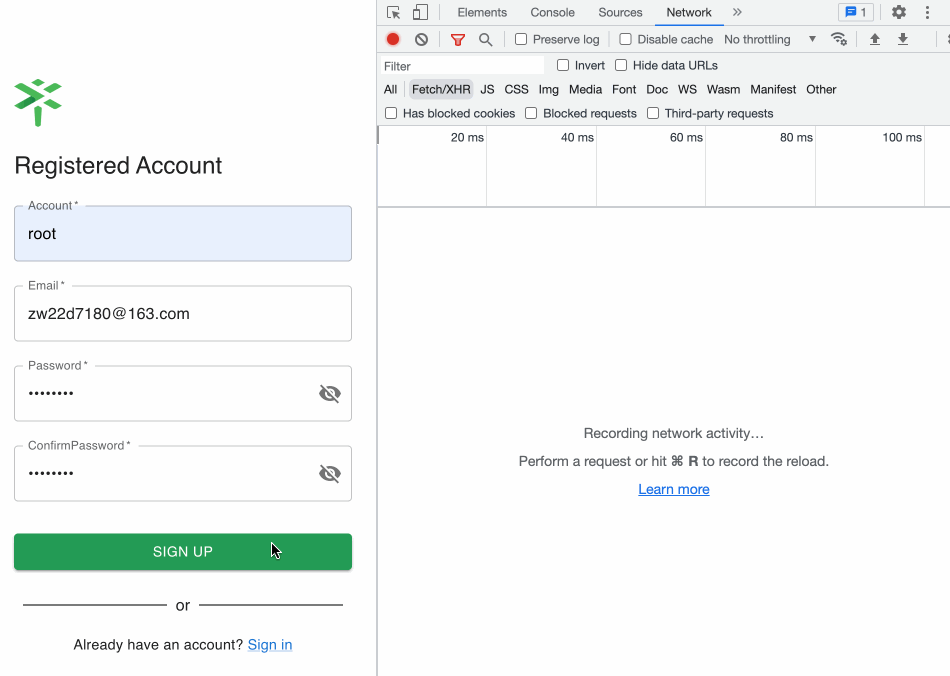 Registered Account
Account *
root
Email *
zw22d7180@163.com
Password *
••••••••
ConfirmPassword *
••••••••
SIGN UP
or
Already have an account? Sign in
Elements Console Sources Network » 1
Preserve log Disable cache No throttling
Filter Invert Hide data URLs
All Fetch/XHR JS CSS Img Media Font Doc WS Wasm Manifest Other
Has blocked cookies Blocked requests Third-party requests
20 ms 40 ms 60 ms 80 ms 100 ms
Recording network activity…
Perform a request or hit ⌘ R to record the reload.
Learn more